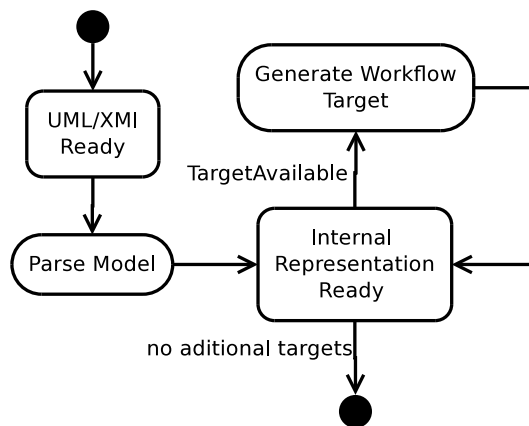 Generate Workflow
Target
UML/XMI
Ready
TargetAvailable
Parse Model
Internal
Representation
Ready
no aditional targets